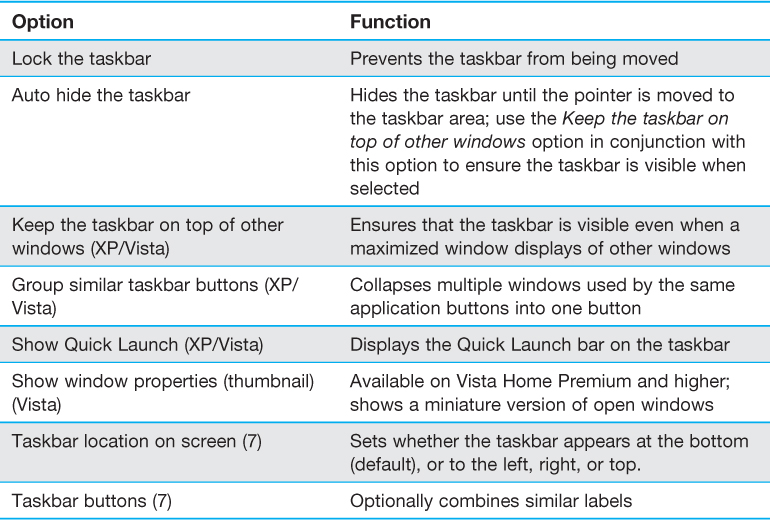 Option Function
Lock the taskbar Prevents the taskbar from being moved
Auto hide the taskbar Hides the taskbar until the pointer is moved to
the taskbar area; use the Keep the taskbar on
top of other windows option in conjunction with
this option to ensure the taskbar is visible when
selected
Keep the taskbar on top of other Ensures that the taskbar is visible even when a
windows (XP/Vista) maximized window displays of other windows
Group similar taskbar buttons (XP/ Collapses multiple windows used by the same
Vista) application buttons into one button
Show Quick Launch (XP/Vista) Displays the Quick Launch bar on the taskbar
Show window properties (thumbnail) Available on Vista Home Premium and higher;
(Vista) shows a miniature version of open windows
Taskbar location on screen (7) Sets whether the taskbar appears at the bottom
(default), or to the left, right, or top.
Taskbar buttons (7) Optionally combines similar labels